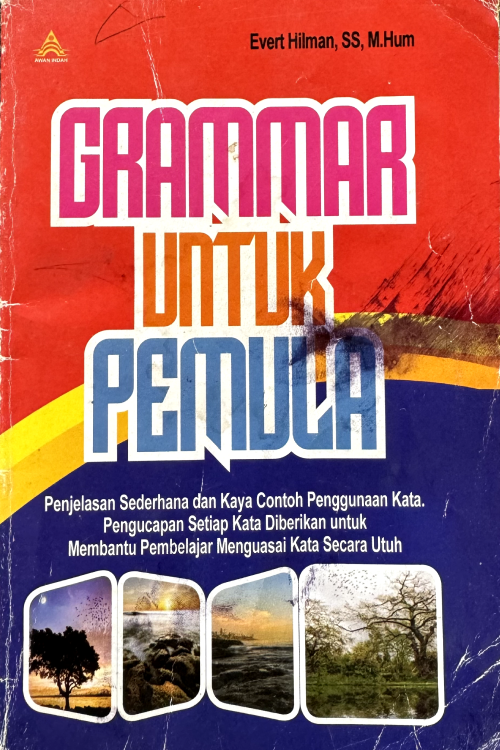 AWAN INDAH
Evert Hilman, SS, M.Hum
GRAMMAR
UNTUK
PEMULA
Penjelasan Sederhana dan Kaya Contoh Penggunaan Kata.
Pengucapan Setiap Kata Diberikan untuk
Membantu Pembelajar Menguasai Kata Secara Utuh